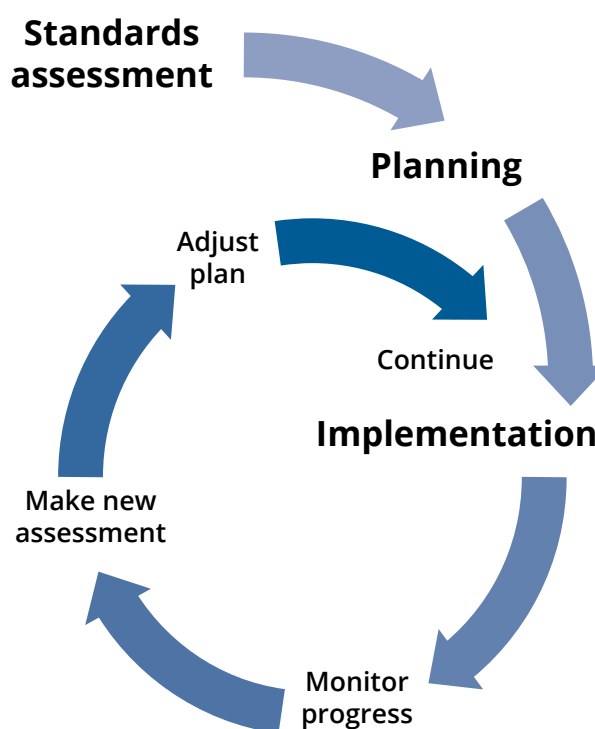 Standards
assessment
Planning
Adjust
plan
Continue
Implementation
Make new
assessment
Monitor
progress